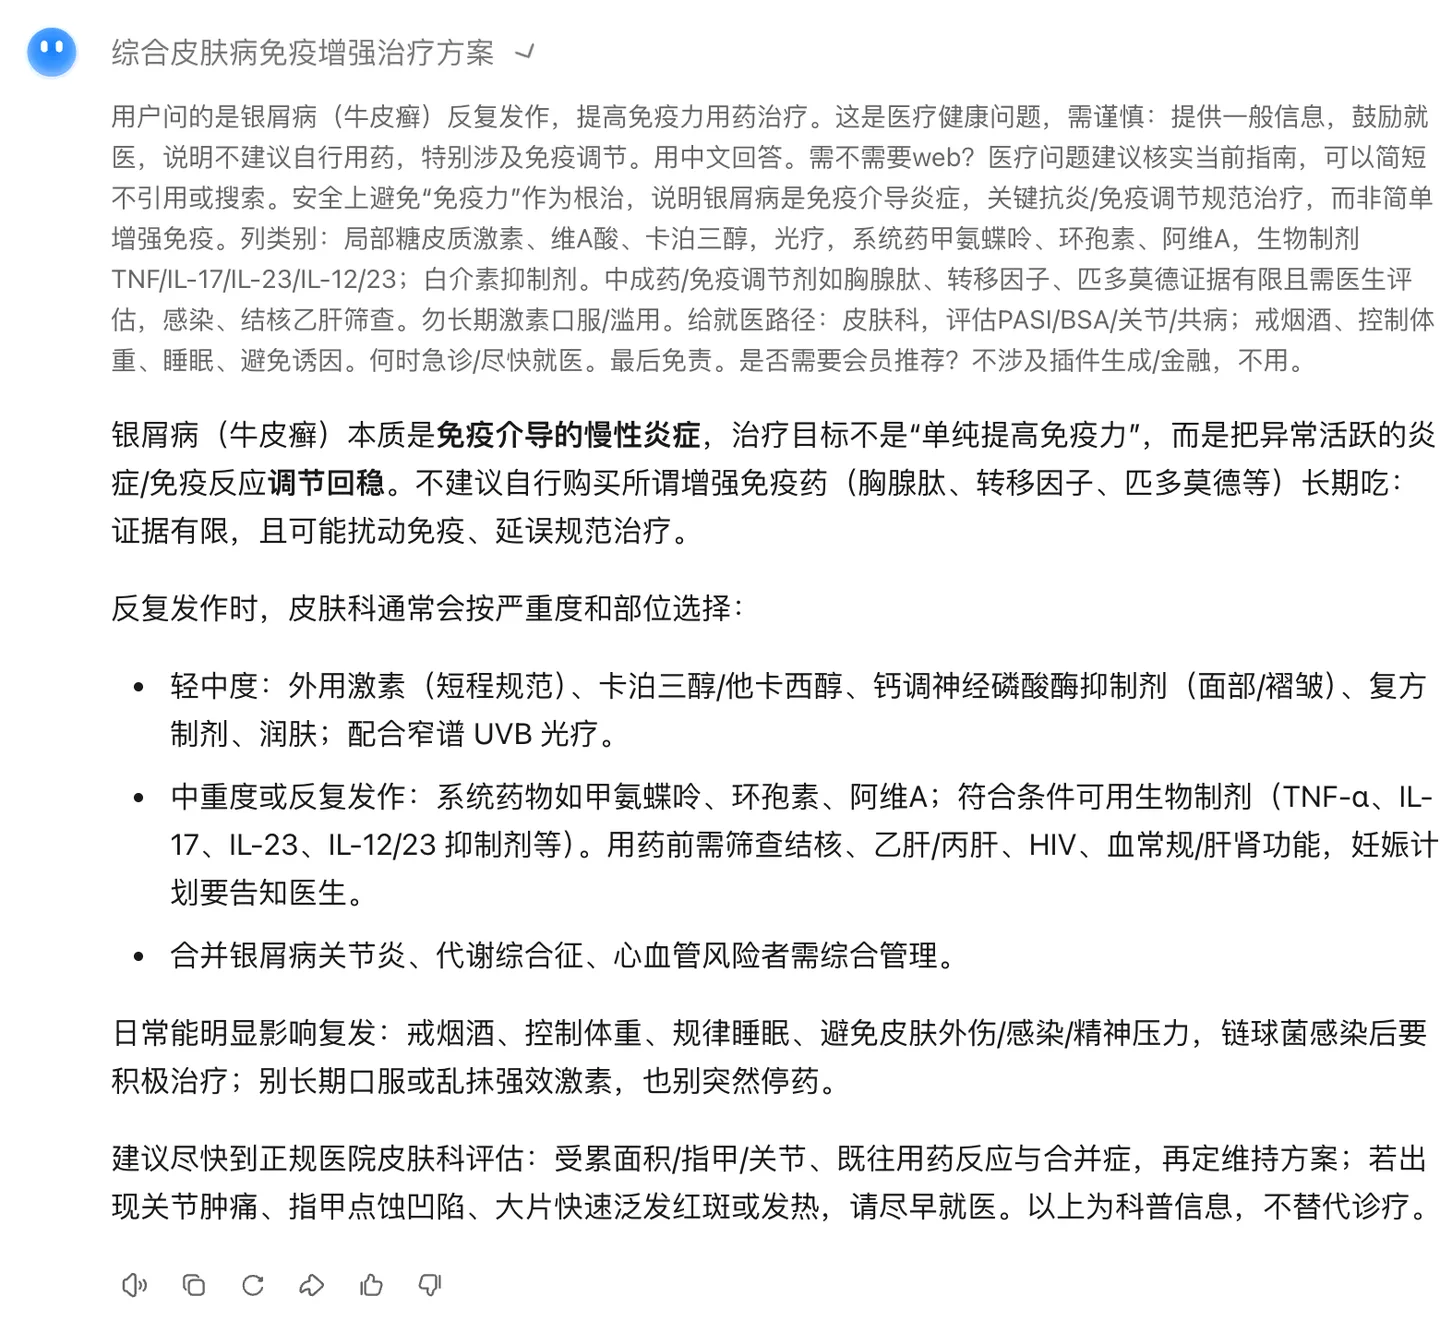 综合皮肤病免疫增强治疗方案
用户问的是银屑病（牛皮癣）反复发作，提高免疫力用药治疗。这是医疗健康问题，需谨慎：提供一般信息，鼓励就
医，说明不建议自行用药，特别涉及免疫调节。用中文回答。需不需要web？医疗问题建议核实当前指南，可以简短
不引用或搜索。安全上避免“免疫力”作为根治，说明银屑病是免疫介导炎症，关键抗炎/免疫调节规范治疗，而非简单
增强免疫。列类别：局部糖皮质激素、维A酸、卡泊三醇，光疗，系统药甲氨蝶呤、环孢素、阿维A，生物制剂
TNF/IL-17/IL-23/IL-12/23；白介素抑制剂。中成药/免疫调节剂如胸腺肽、转移因子、匹多莫德证据有限且需医生评
估，感染、结核乙肝筛查。勿长期激素口服/滥用。给就医路径：皮肤科，评估PASI/BSA/关节/共病；戒烟酒、控制体
重、睡眠、避免诱因。何时急诊/尽快就医。最后免责。是否需要会员推荐？不涉及插件生成/金融，不用。
银屑病（牛皮癣）本质是免疫介导的慢性炎症，治疗目标不是“单纯提高免疫力”，而是把异常活跃的炎
症/免疫反应调节回稳。不建议自行购买所谓增强免疫药（胸腺肽、转移因子、匹多莫德等）长期吃：
证据有限，且可能扰动免疫、延误规范治疗。
反复发作时，皮肤科通常会按严重度和部位选择：
• 轻中度：外用激素（短程规范）、卡泊三醇/他卡西醇、钙调神经磷酸酶抑制剂（面部/褶皱）、复方
制剂、润肤；配合窄谱 UVB 光疗。
• 中重度或反复发作：系统药物如甲氨蝶呤、环孢素、阿维A；符合条件可用生物制剂（TNF-α、IL-
17、IL-23、IL-12/23 抑制剂等）。用药前需筛查结核、乙肝/丙肝、HIV、血常规/肝肾功能，妊娠计
划要告知医生。
• 合并银屑病关节炎、代谢综合征、心血管风险者需综合管理。
日常能明显影响复发：戒烟酒、控制体重、规律睡眠、避免皮肤外伤/感染/精神压力，链球菌感染后要
积极治疗；别长期口服或乱抹强效激素，也别突然停药。
建议尽快到正规医院皮肤科评估：受累面积/指甲/关节、既往用药反应与合并症，再定维持方案；若出
现关节肿痛、指甲点蚀凹陷、大片快速泛发红斑或发热，请尽早就医。以上为科普信息，不替代诊疗。